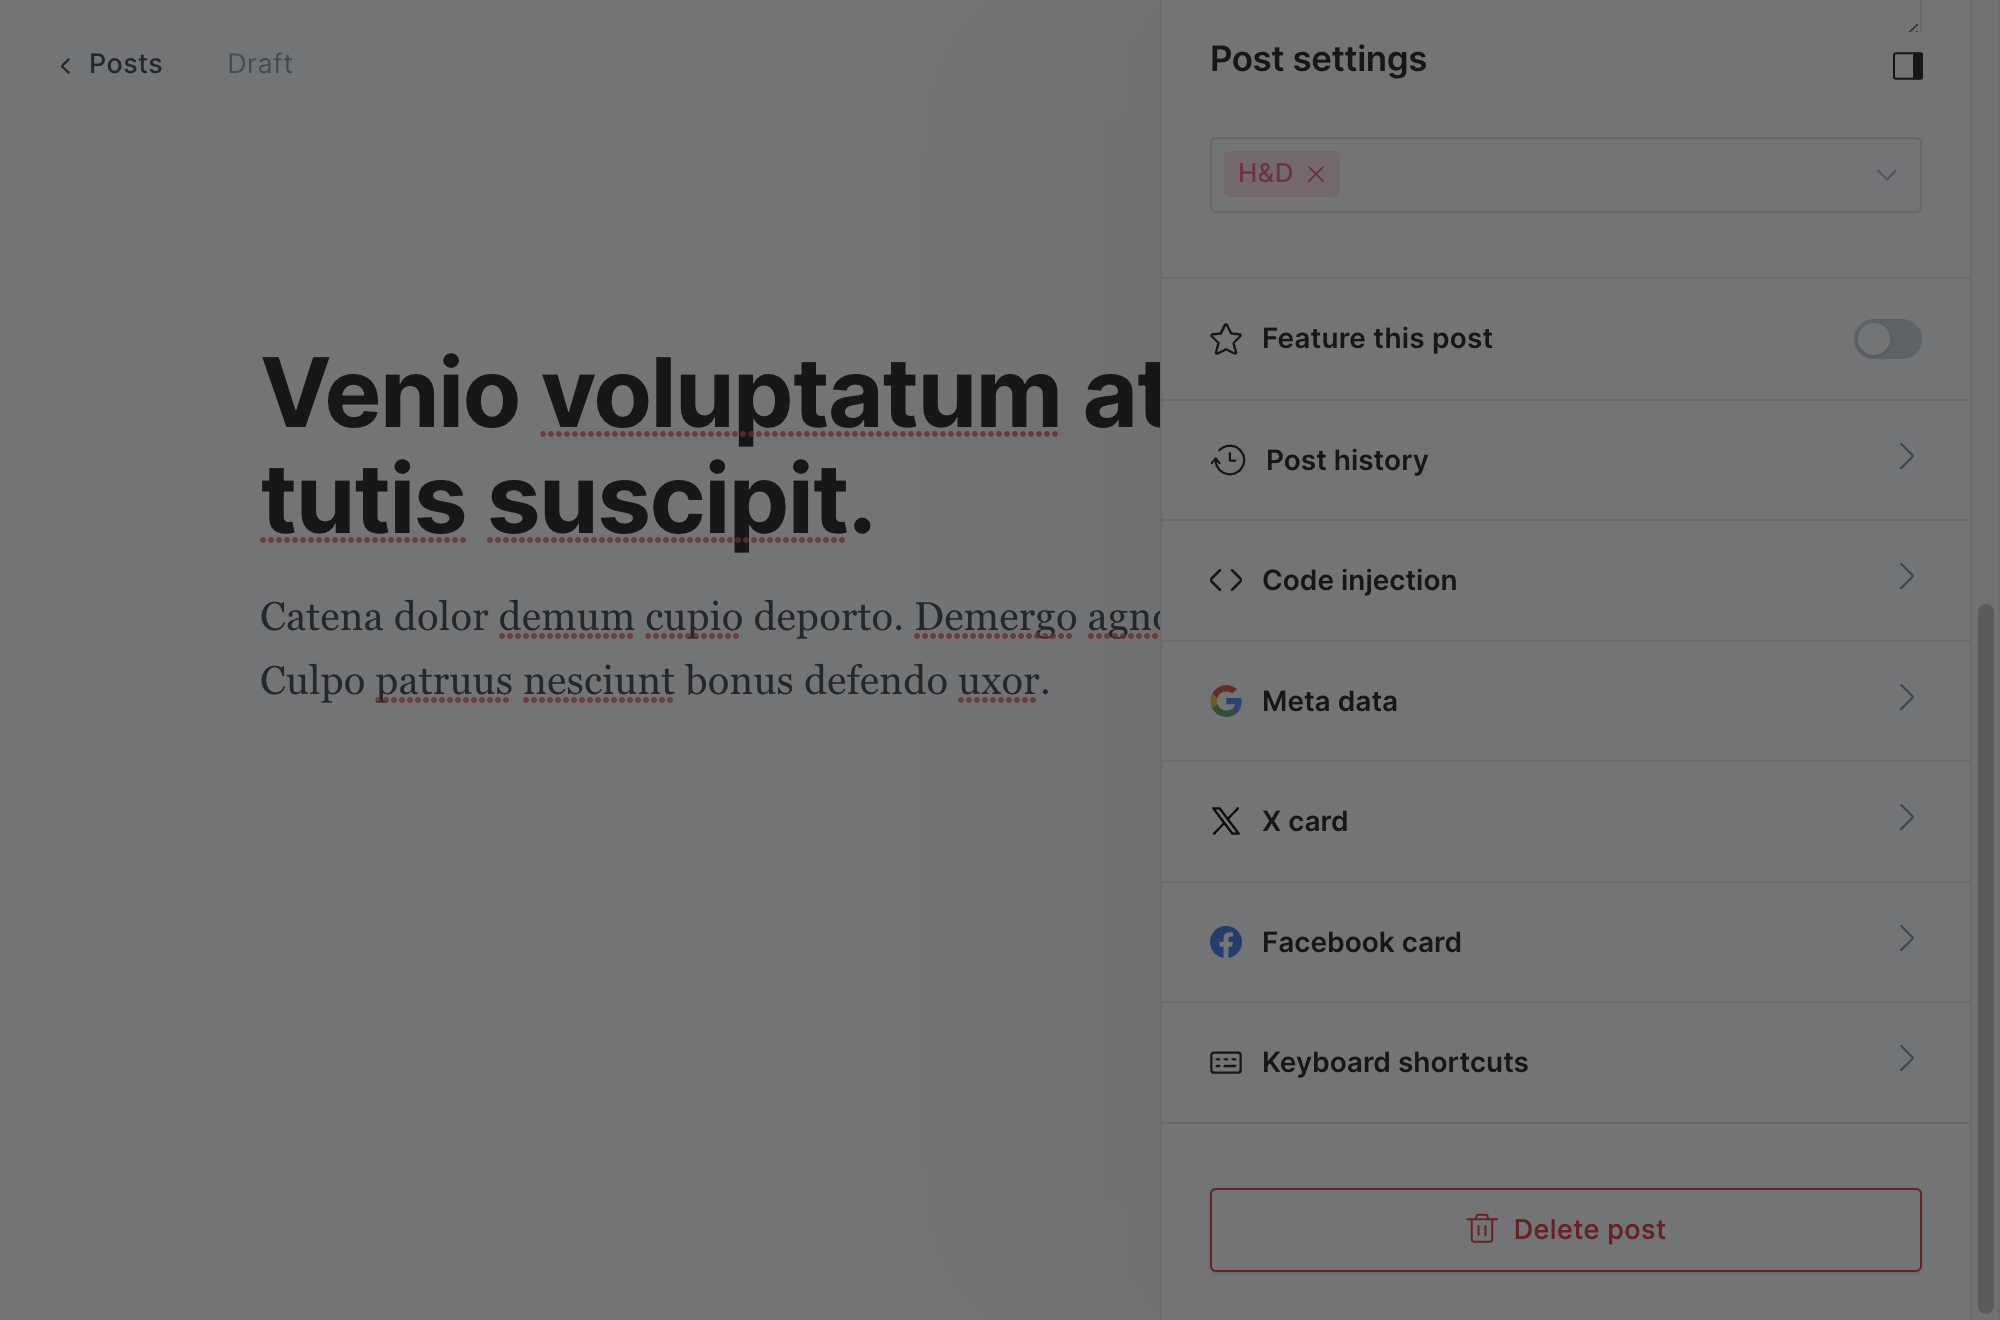 Posts
Draft
Venio voluptatum at
tutis suscipit.
Catena dolor demum cupio deporto. Demergo agno
Culpo patruus nesciunt bonus defendo uxor.
Post settings
H&D
Feature this post
Post history
Code injection
Meta data
X card
Facebook card
Keyboard shortcuts
Delete post